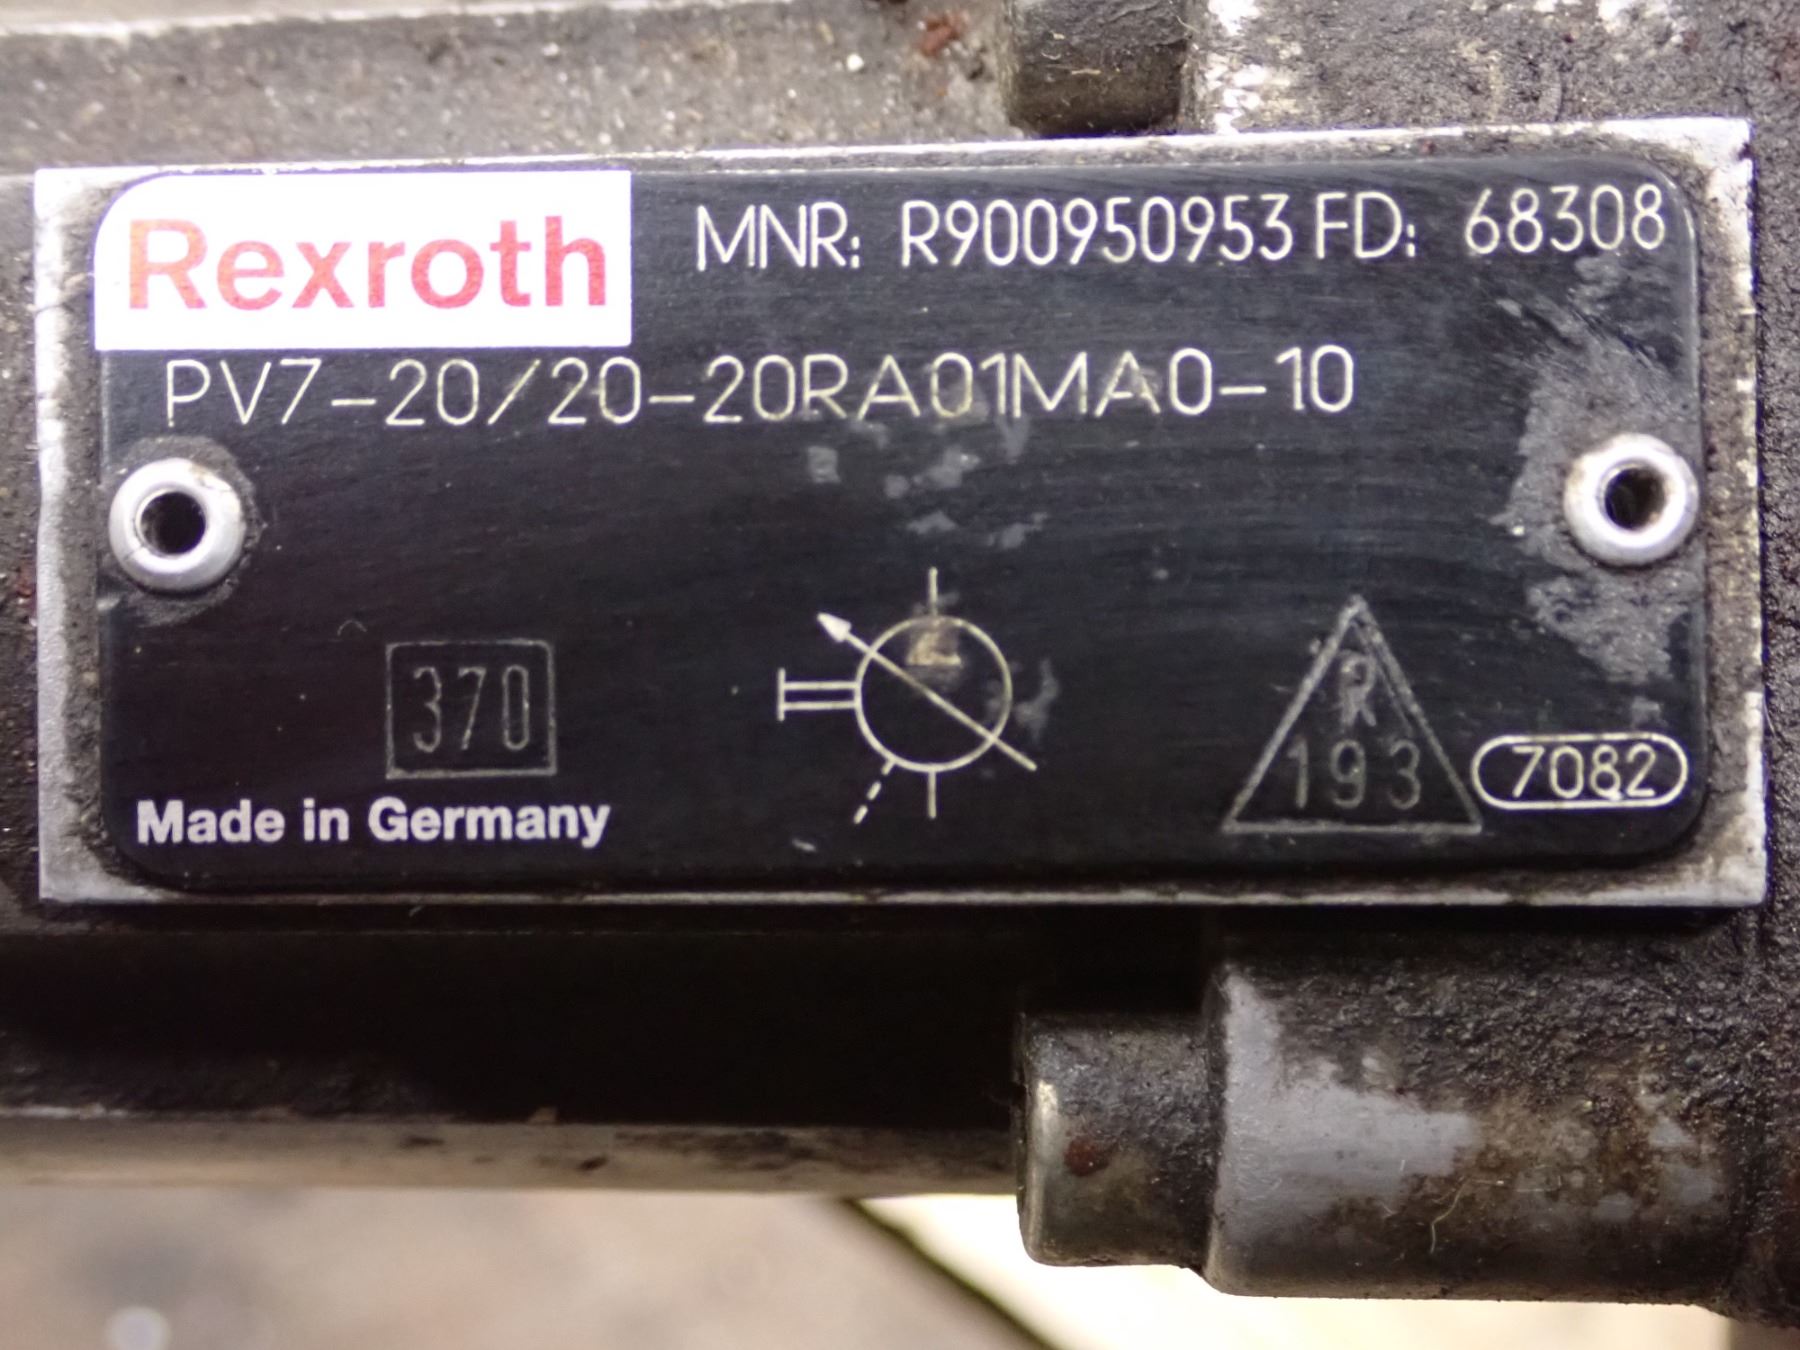 Rexroth MNR: R900950953 FD: 68308
PV7-20/20-20RA01MA0-10
370
R
193
7082
Made in Germany